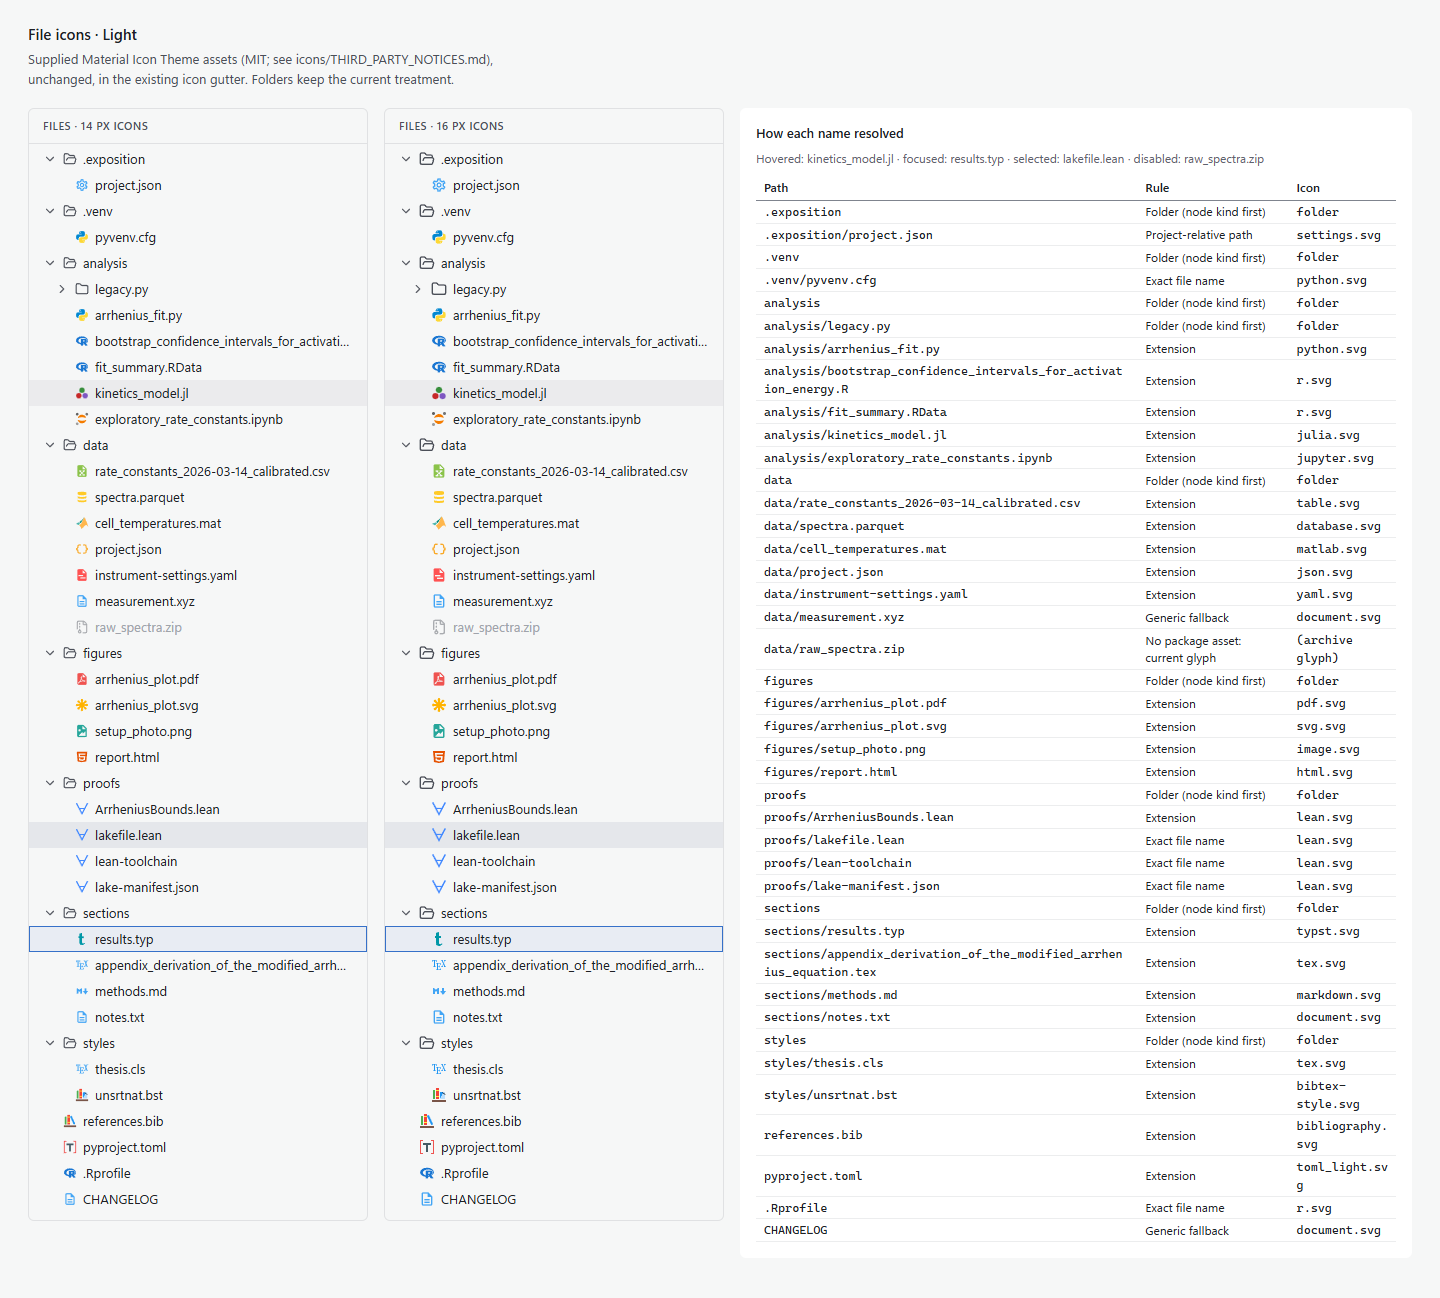 File icons · Light
Supplied Material Icon Theme assets (MIT; see icons/THIRD_PARTY_NOTICES.md),
unchanged, in the existing icon gutter. Folders keep the current treatment.
FILES · 14 PX ICONS
.exposition
project.json
.venv
pyvenv.cfg
analysis
legacy.py
arrhenius_fit.py
bootstrap_confidence_intervals_for_activati...
fit_summary.RData
kinetics_model.jl
exploratory_rate_constants.ipynb
data
rate_constants_2026-03-14_calibrated.csv
spectra.parquet
cell_temperatures.mat
project.json
instrument-settings.yaml
measurement.xyz
raw_spectra.zip
figures
arrhenius_plot.pdf
arrhenius_plot.svg
setup_photo.png
report.html
proofs
ArrheniusBounds.lean
lakefile.lean
lean-toolchain
lake-manifest.json
sections
results.typ
appendix_derivation_of_the_modified_arrh...
methods.md
notes.txt
styles
thesis.cls
unsrtnat.bst
references.bib
pyproject.toml
.Rprofile
CHANGELOG
FILES · 16 PX ICONS
.exposition
project.json
.venv
pyvenv.cfg
analysis
legacy.py
arrhenius_fit.py
bootstrap_confidence_intervals_for_activati...
fit_summary.RData
kinetics_model.jl
exploratory_rate_constants.ipynb
data
rate_constants_2026-03-14_calibrated.csv
spectra.parquet
cell_temperatures.mat
project.json
instrument-settings.yaml
measurement.xyz
raw_spectra.zip
figures
arrhenius_plot.pdf
arrhenius_plot.svg
setup_photo.png
report.html
proofs
ArrheniusBounds.lean
lakefile.lean
lean-toolchain
lake-manifest.json
sections
results.typ
appendix_derivation_of_the_modified_arrh...
methods.md
notes.txt
styles
thesis.cls
unsrtnat.bst
references.bib
pyproject.toml
.Rprofile
CHANGELOG
How each name resolved
Hovered: kinetics_model.jl · focused: results.typ · selected: lakefile.lean · disabled: raw_spectra.zip
Path Rule Icon
.exposition Folder (node kind first) folder
.exposition/project.json Project-relative path settings.svg
.venv Folder (node kind first) folder
.venv/pyvenv.cfg Exact file name python.svg
analysis Folder (node kind first) folder
analysis/legacy.py Folder (node kind first) folder
analysis/arrhenius_fit.py Extension python.svg
analysis/bootstrap_confidence_intervals_for_activat
ion_energy.R Extension r.svg
analysis/fit_summary.RData Extension r.svg
analysis/kinetics_model.jl Extension julia.svg
analysis/exploratory_rate_constants.ipynb Extension jupyter.svg
data Folder (node kind first) folder
data/rate_constants_2026-03-14_calibrated.csv Extension table.svg
data/spectra.parquet Extension database.svg
data/cell_temperatures.mat Extension matlab.svg
data/project.json Extension json.svg
data/instrument-settings.yaml Extension yaml.svg
data/measurement.xyz Generic fallback document.svg
data/raw_spectra.zip No package asset: (archive
current glyph glyph)
figures Folder (node kind first) folder
figures/arrhenius_plot.pdf Extension pdf.svg
figures/arrhenius_plot.svg Extension svg.svg
figures/setup_photo.png Extension image.svg
figures/report.html Extension html.svg
proofs Folder (node kind first) folder
proofs/ArrheniusBounds.lean Extension lean.svg
proofs/lakefile.lean Exact file name lean.svg
proofs/lean-toolchain Exact file name lean.svg
proofs/lake-manifest.json Exact file name lean.svg
sections Folder (node kind first) folder
sections/results.typ Extension typst.svg
sections/appendix_derivation_of_the_modified_arrhen
ius_equation.tex Extension tex.svg
sections/methods.md Extension markdown.svg
sections/notes.txt Extension document.svg
styles Folder (node kind first) folder
styles/thesis.cls Extension tex.svg
styles/unsrtnat.bst Extension bibtex-
style.svg
references.bib Extension bibliography.
svg
pyproject.toml Extension toml_light.sv
g
.Rprofile Exact file name r.svg
CHANGELOG Generic fallback document.svg